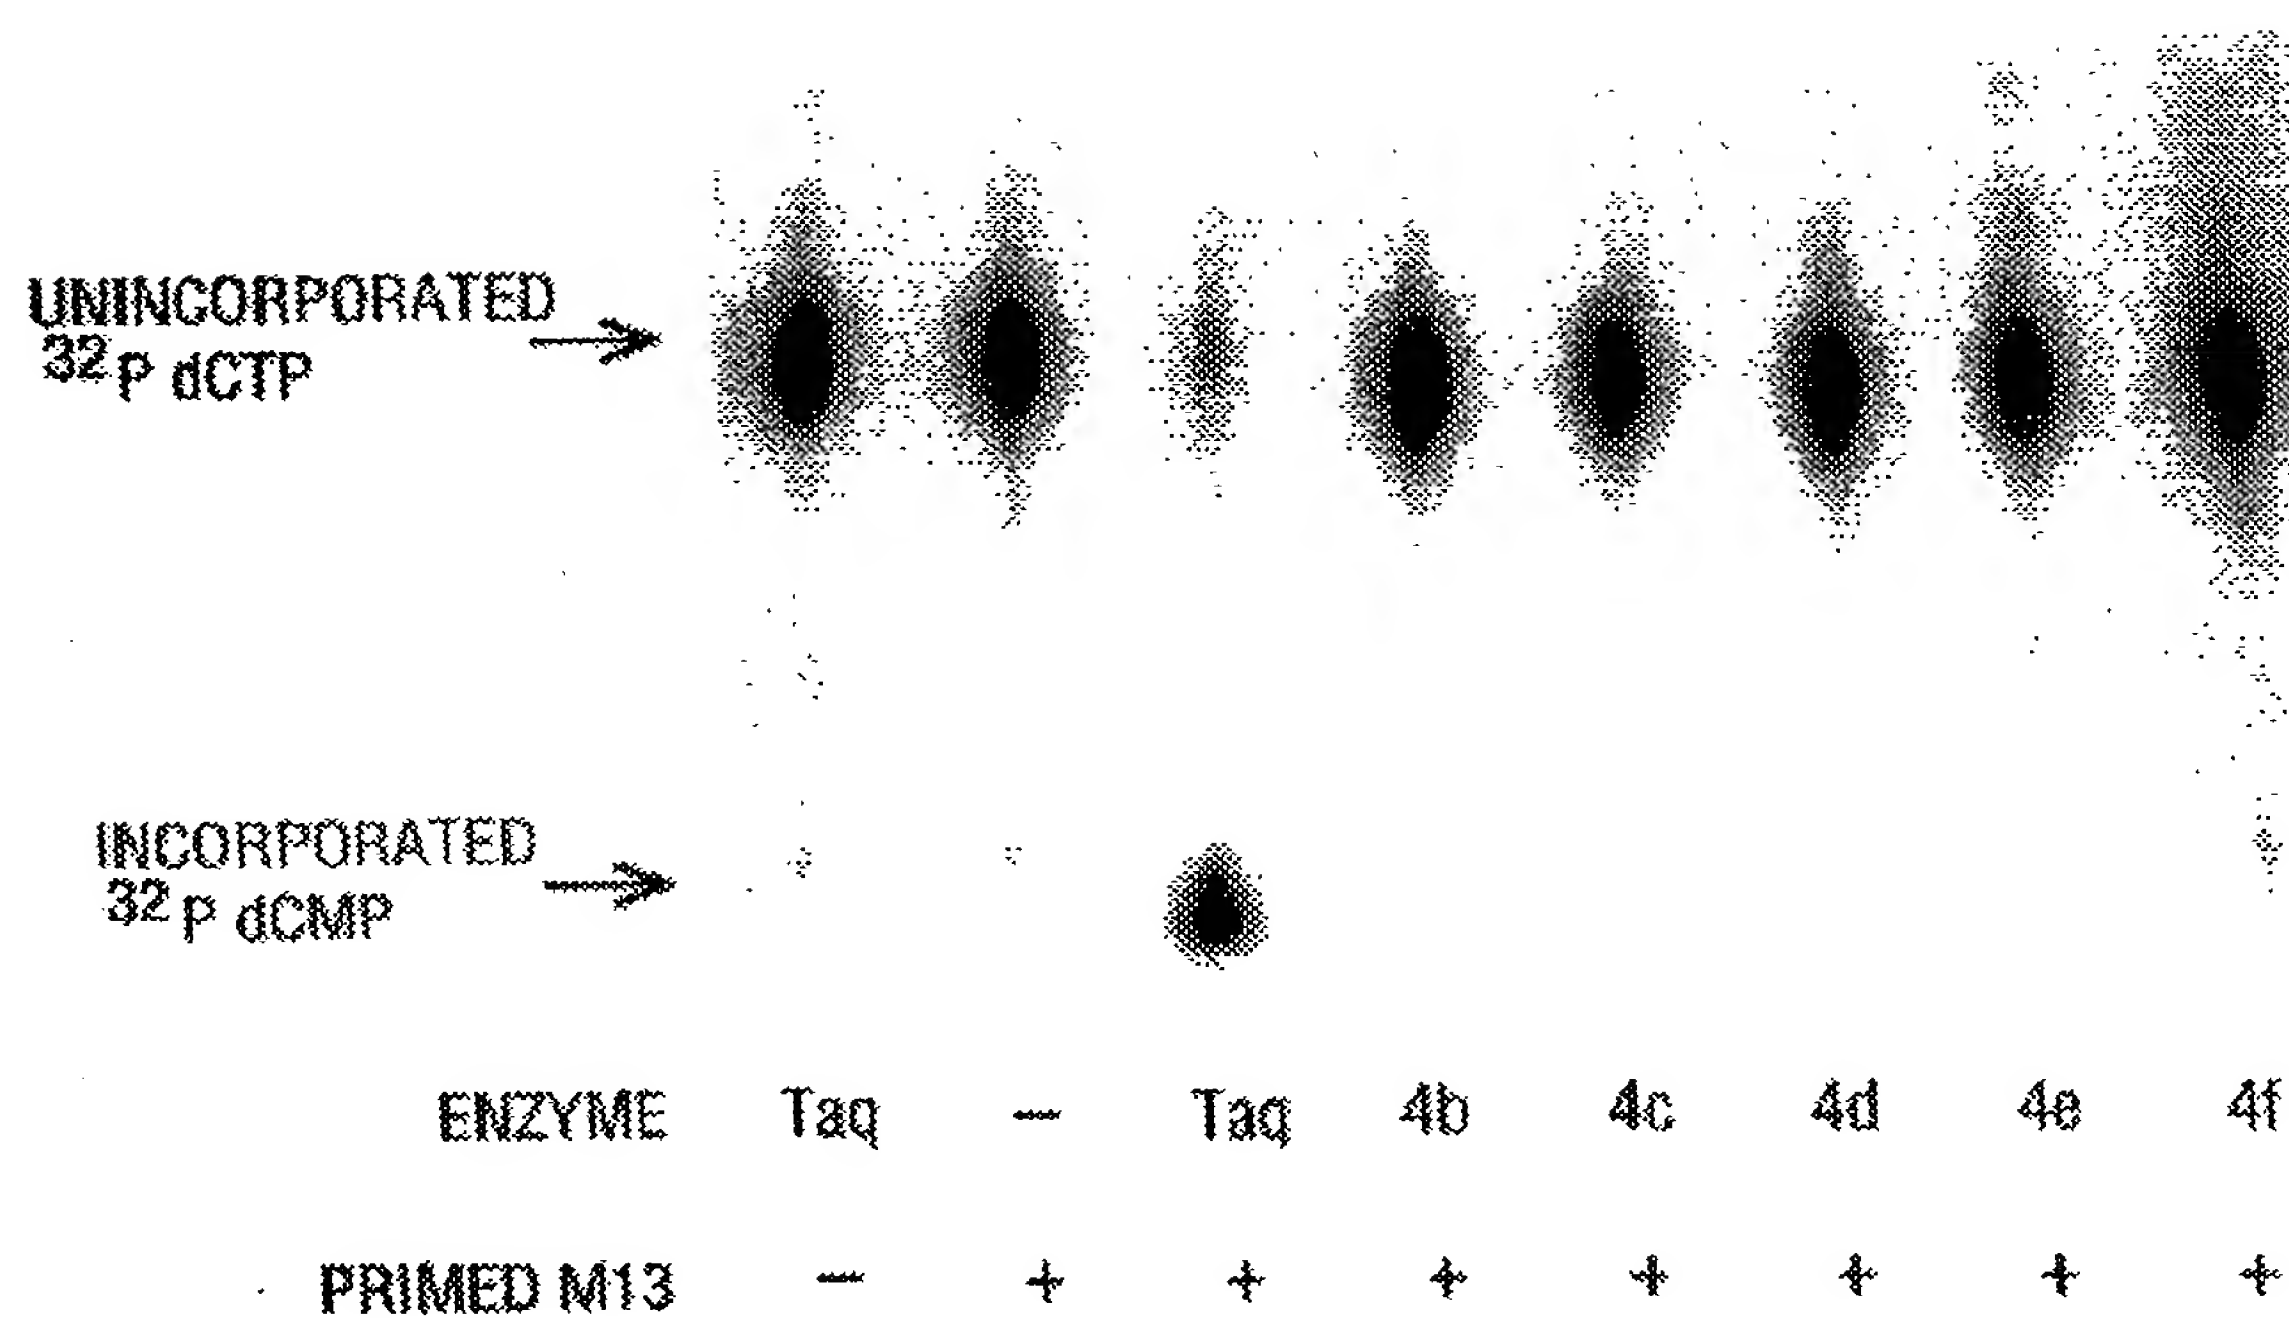 UNINCORPORATED
32P dCTP
INCORPORATED
32P dCMP
ENZYME Taq – Taq 4b 4c 4d 4e 4f
PRIMED M13 – + + + + + + +